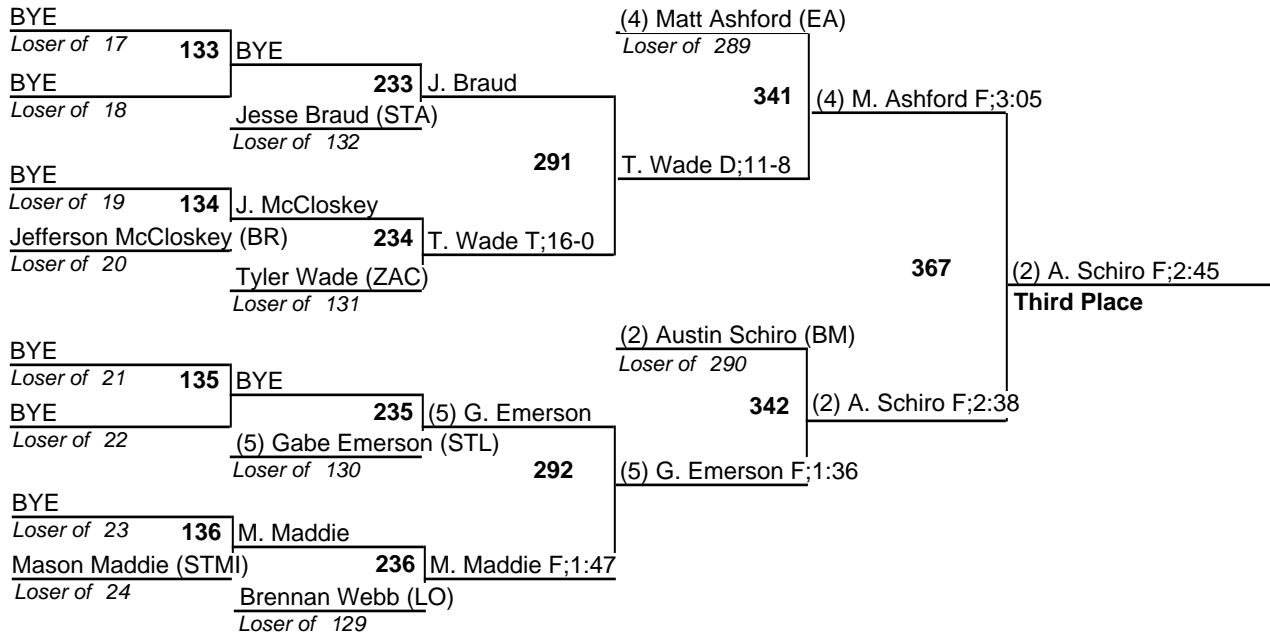 BYE
(4) Matt Ashford (EA)
Loser of 17
133
BYE
Loser of 289
BYE
233
J. Braud
341
(4) M. Ashford F;3:05
Loser of 18
Jesse Braud (STA)
Loser of 132
291
T. Wade D;11-8
BYE
Loser of 19
134
J. McCloskey
Jefferson McCloskey (BR)
234
T. Wade T;16-0
Loser of 20
Tyler Wade (ZAC)
367
(2) A. Schiro F;2:45
Loser of 131
Third Place
BYE
(2) Austin Schiro (BM)
Loser of 21
135
BYE
Loser of 290
BYE
235
(5) G. Emerson
342
(2) A. Schiro F;2:38
Loser of 22
(5) Gabe Emerson (STL)
Loser of 130
292
(5) G. Emerson F;1:36
BYE
Loser of 23
136
M. Maddie
Mason Maddie (STMI)
236
M. Maddie F;1:47
Loser of 24
Brennan Webb (LO)
Loser of 129